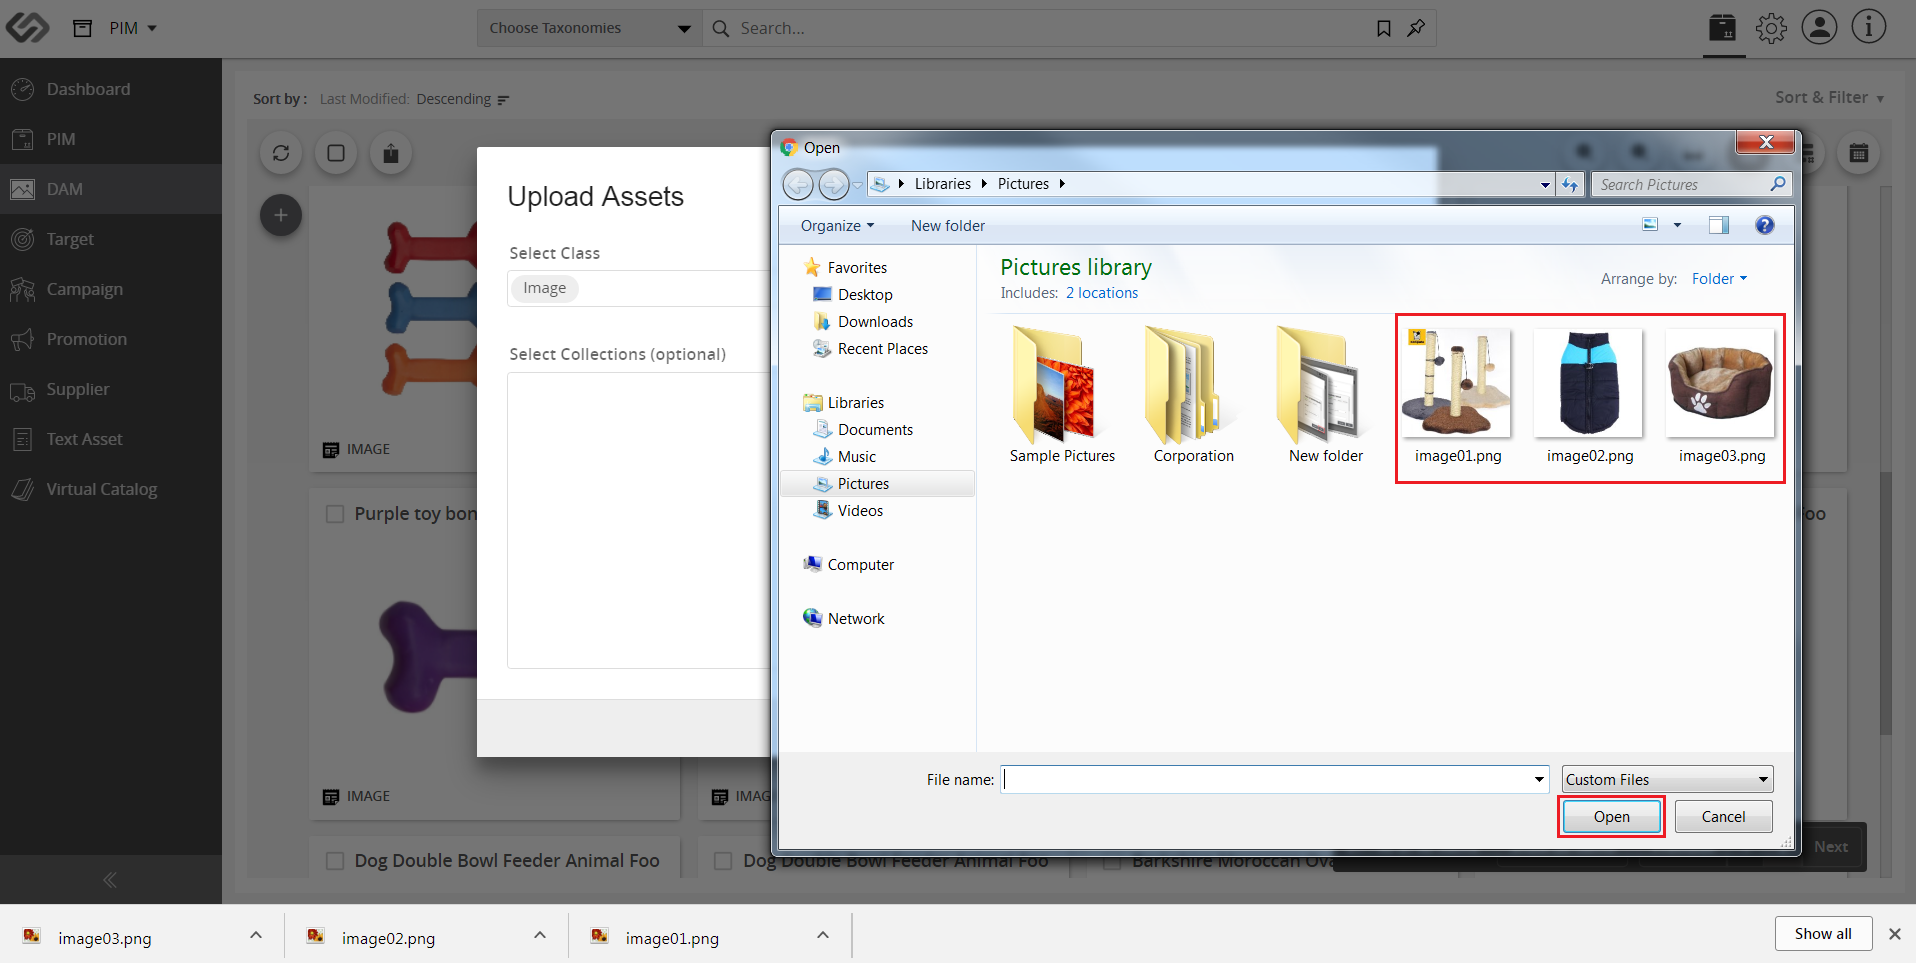 PIM
Choose Taxonomies
Search...
Dashboard
PIM
DAM
Target
Campaign
Promotion
Supplier
Text Asset
Virtual Catalog
Sort by : Last Modified: Descending
Sort & Filter
IMAGE
Purple toy bon
IMAGE
IMAG
Dog Double Bowl Feeder Animal Foo
Dog Double Bowl Feeder Animal Foo
Barkshire Moroccan Ova
oo
Next
Upload Assets
Select Class
Image
Select Collections (optional)
Open
Libraries
Pictures
Search Pictures
Organize
New folder
Favorites
Desktop
Downloads
Recent Places
Libraries
Documents
Music
Pictures
Videos
Computer
Network
Pictures library
Includes: 2 locations
Arrange by: Folder
Sample Pictures
Corporation
New folder
image01.png
image02.png
image03.png
File name:
Custom Files
Open
Cancel
image03.png
image02.png
image01.png
Show all